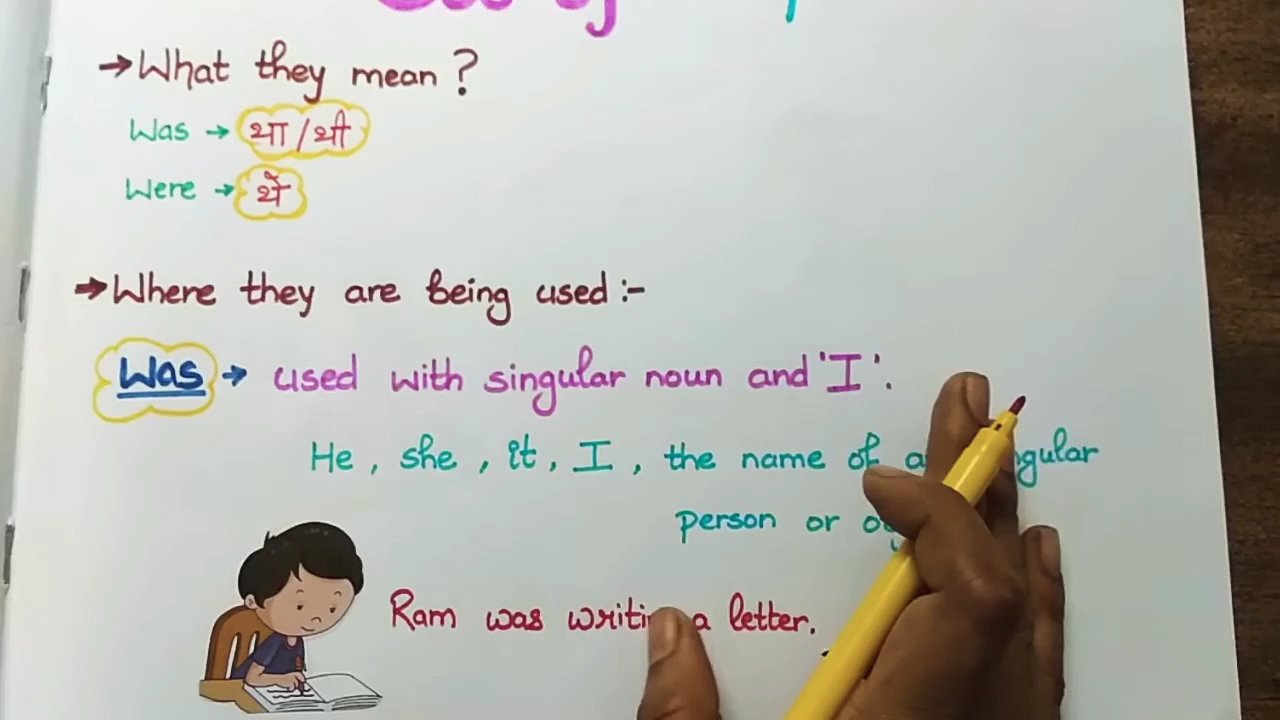 → What they mean ?
Was → था / थी
Were → थे
→ Where they are being used :-
Was → used with singular noun and 'I'.
He, she, it, I, the name of
person or
Ram was a letter.